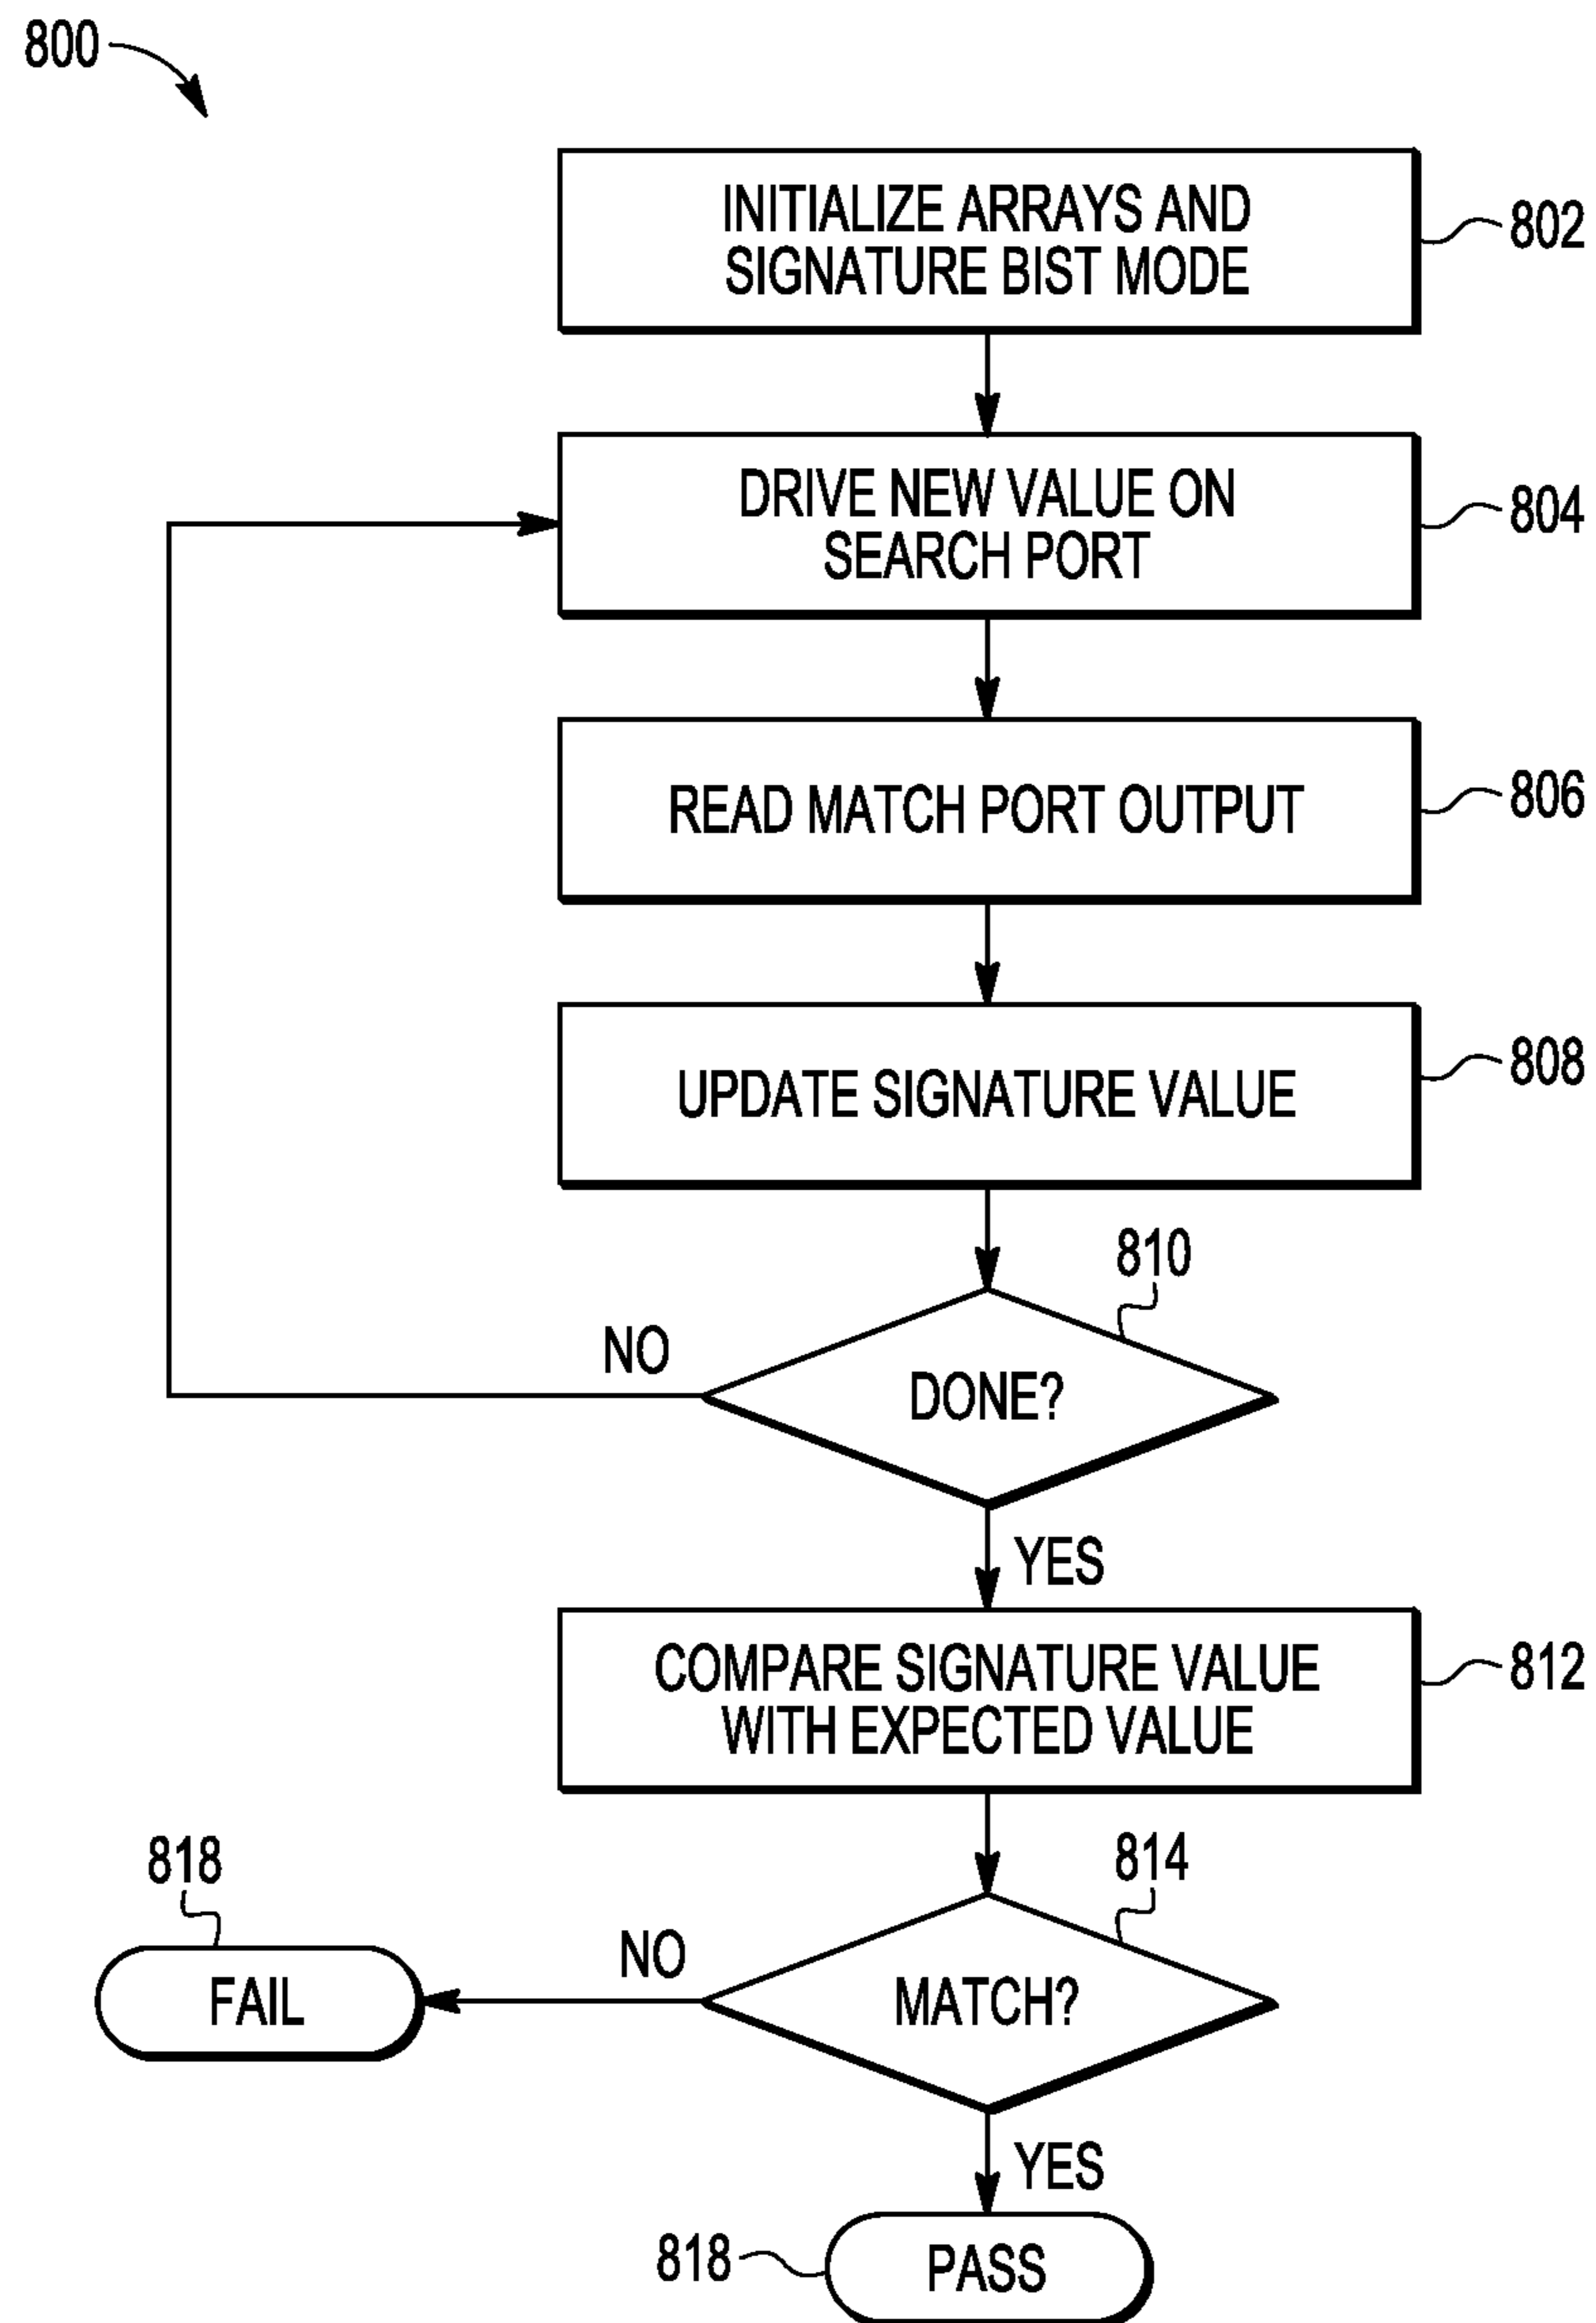 800
INITIALIZE ARRAYS AND
SIGNATURE BIST MODE
802
DRIVE NEW VALUE ON
SEARCH PORT
804
READ MATCH PORT OUTPUT
806
UPDATE SIGNATURE VALUE
808
810
NO
DONE?
YES
COMPARE SIGNATURE VALUE
WITH EXPECTED VALUE
812
818
814
FAIL
NO
MATCH?
YES
818
PASS